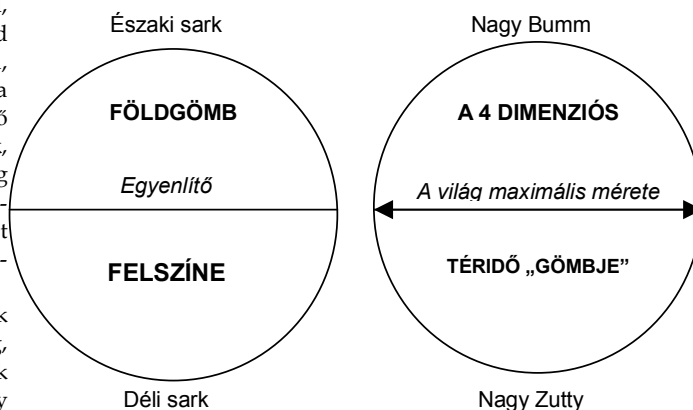 Északi sark
FÖLDGÖMB
Egyenlítő
FELSZÍNE
Déli sark
Nagy Bumm
A 4 DIMENZIÓS
A világ maximális mérete
TÉRIDŐ „GÖMBJE”
Nagy Zutty